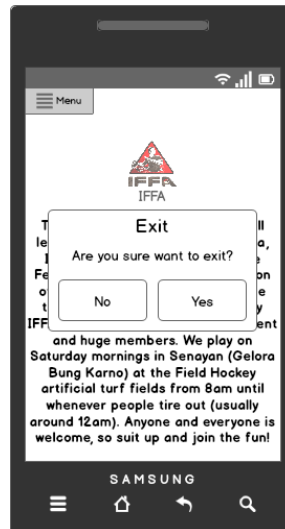 Menu
IFFA
IFFA
Exit
Are you sure want to exit?
No
Yes
and huge members. We play on
Saturday mornings in Senayan (Gelora
Bung Karno) at the Field Hockey
artificial turf fields from 8am until
whenever people tire out (usually
around 12am). Anyone and everyone is
welcome, so suit up and join the fun!
SAMSUNG